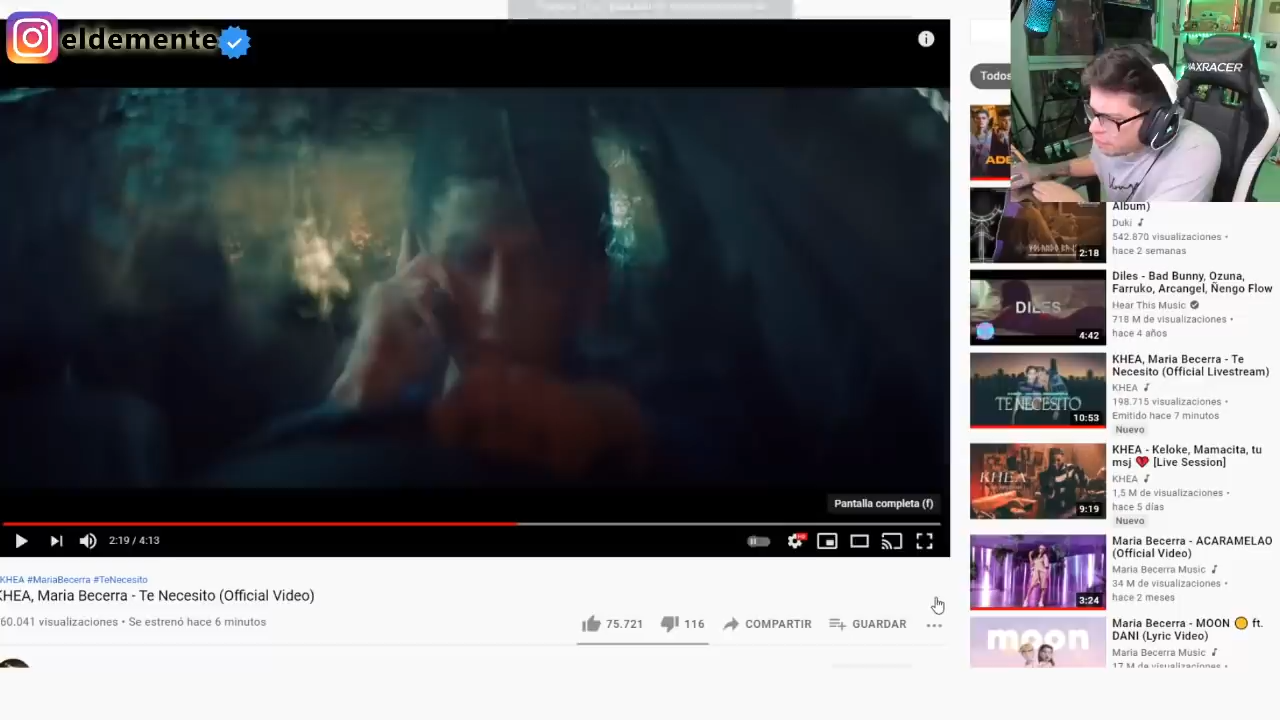 eldemente
AXRACER
Todos
ADE
Album)
Duki
542.870 visualizaciones •
hace 2 semanas
2:18
Diles - Bad Bunny, Ozuna,
Farruko, Arcangel, Ñengo Flow
Hear This Music
718 M de visualizaciones •
hace 4 años
DILES
4:42
KHEA, Maria Becerra - Te
Necesito (Official Livestream)
KHEA
198.715 visualizaciones •
Emitido hace 7 minutos
Nuevo
TE NECESITO
10:53
KHEA - Keloke, Mamacita, tu
msj ❤️ [Live Session]
KHEA
1,5 M de visualizaciones •
hace 5 días
Nuevo
KHEA
9:19
Maria Becerra - ACARAMELAO
(Official Video)
Maria Becerra Music
34 M de visualizaciones •
hace 2 meses
3:24
Maria Becerra - MOON 🟡 ft.
DANI (Lyric Video)
Maria Becerra Music
17 M de visualizaciones •
moon
Pantalla completa (f)
2:19 / 4:13
KHEA #MariaBecerra #TeNecesito
KHEA, Maria Becerra - Te Necesito (Official Video)
60.041 visualizaciones • Se estrenó hace 6 minutos
75.721
116
COMPARTIR
GUARDAR